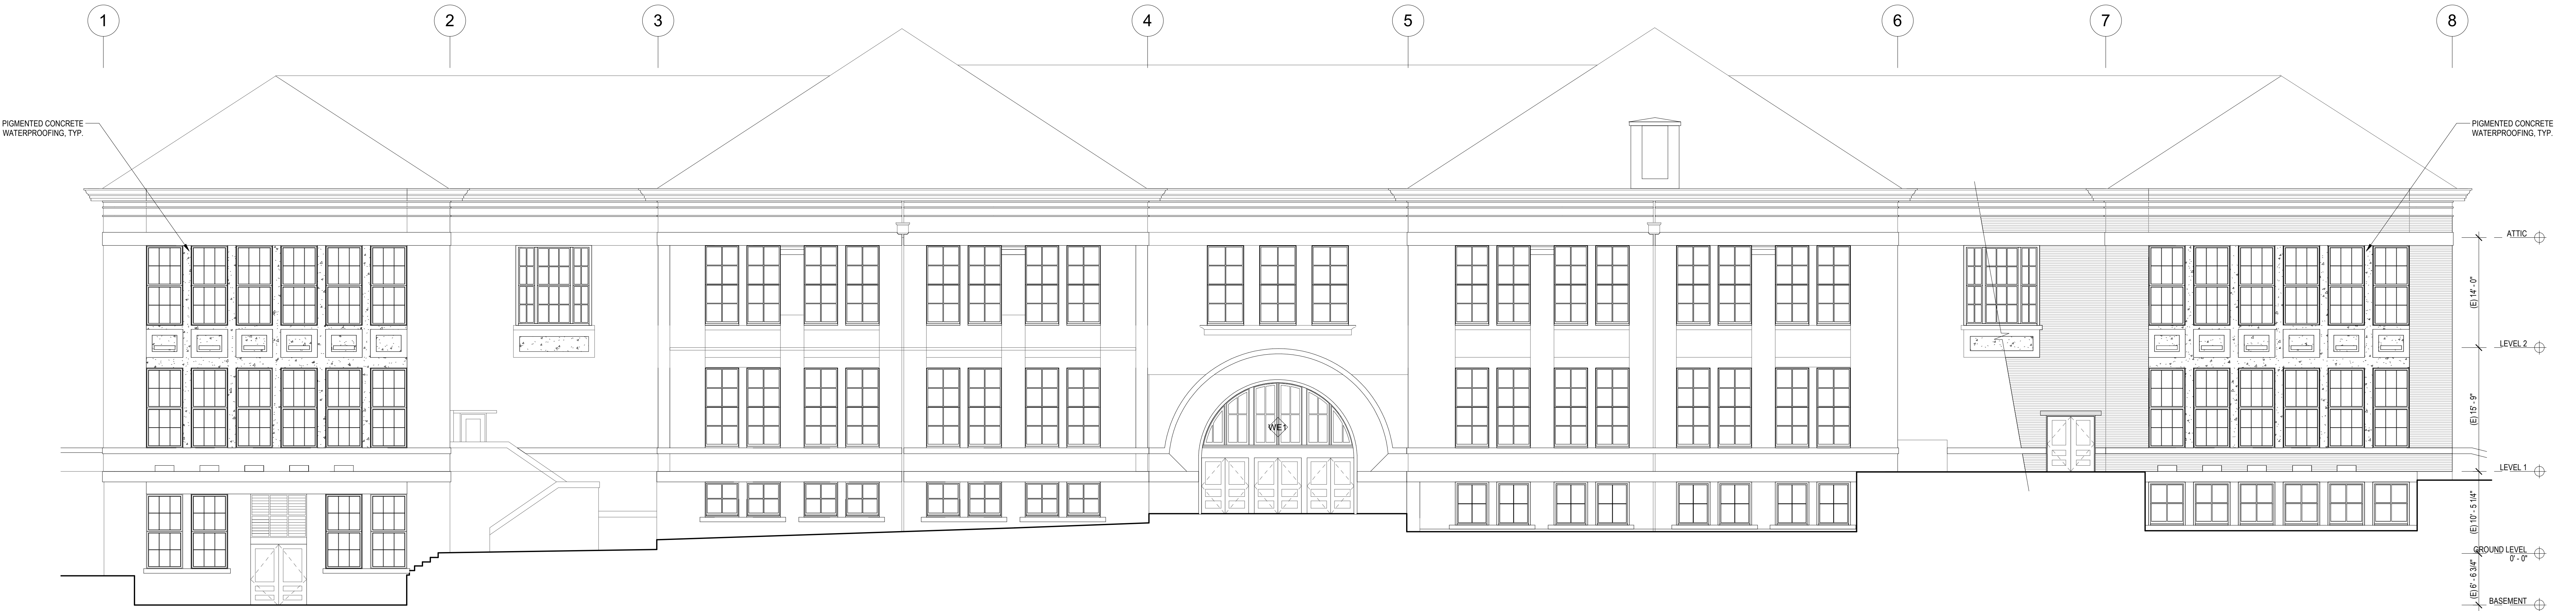 1
2
3
4
5
6
7
8
PIGMENTED CONCRETE
WATERPROOFING, TYP.
PIGMENTED CONCRETE
WATERPROOFING, TYP.
ATTIC
(E) 14' - 0"
LEVEL 2
(E) 15' - 9"
WE1
LEVEL 1
(E) 10' - 5 1/4"
GROUND LEVEL
0' - 0"
(E) 6' - 6 3/4"
BASEMENT